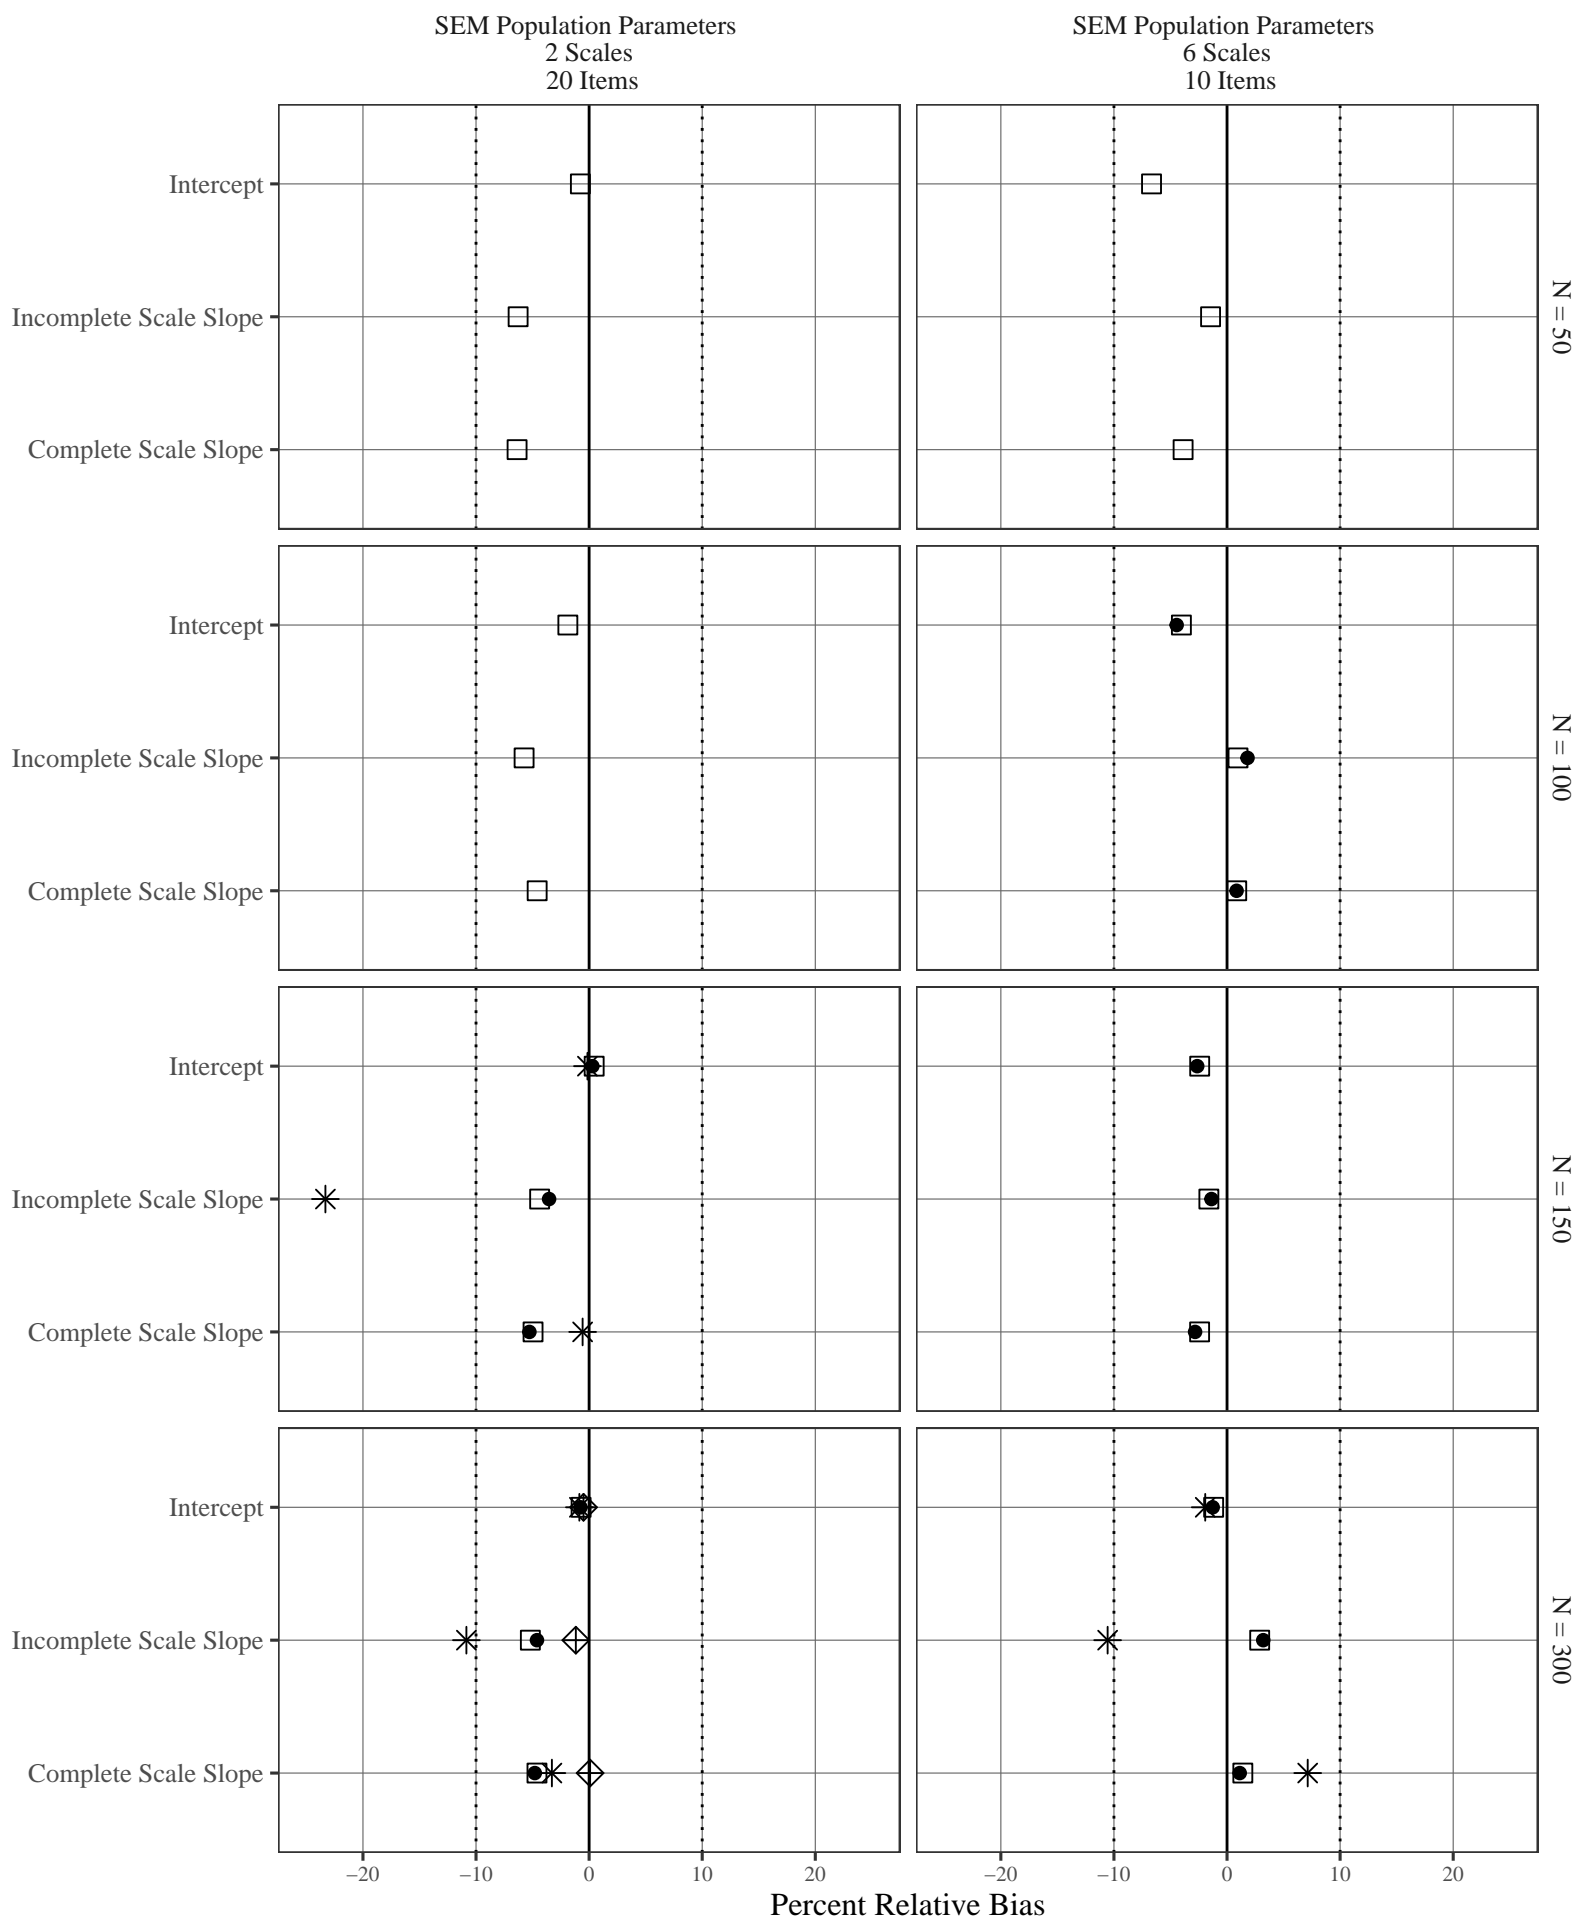 SEM Population Parameters
2 Scales
20 Items
SEM Population Parameters
6 Scales
10 Items
Intercept
Incomplete Scale Slope
Complete Scale Slope
N = 50
Intercept
Incomplete Scale Slope
Complete Scale Slope
N = 100
Intercept
Incomplete Scale Slope
Complete Scale Slope
N = 150
Intercept
Incomplete Scale Slope
Complete Scale Slope
N = 300
−20 −10 0 10 20
−20 −10 0 10 20
Percent Relative Bias